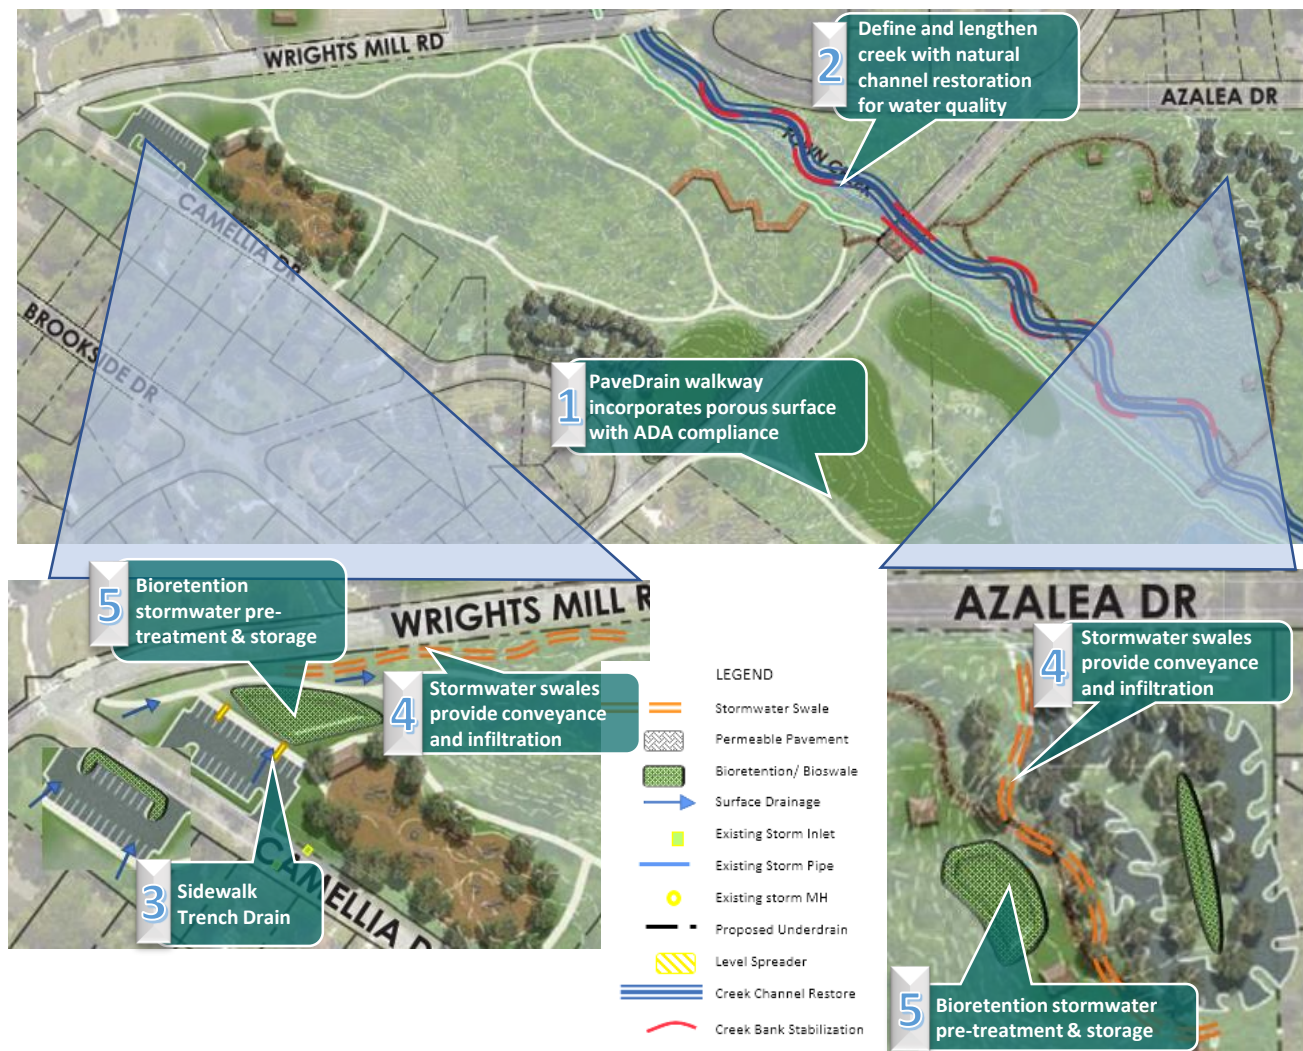 WRIGHTS MILL RD
2
Define and lengthen
creek with natural
channel restoration
for water quality
AZALEA DR
TOWN CREEK
CAMELLIA DR
BROOKSIDE DR
1
PaveDrain walkway
incorporates porous surface
with ADA compliance
5
Bioretention
stormwater pre-
treatment & storage
WRIGHTS MILL R
4
Stormwater swales
provide conveyance
and infiltration
3
Sidewalk
Trench Drain
CAMELLIA D
LEGEND
Stormwater Swale
Permeable Pavement
Bioretention/ Bioswale
Surface Drainage
Existing Storm Inlet
Existing Storm Pipe
Existing storm MH
Proposed Underdrain
Level Spreader
Creek Channel Restore
Creek Bank Stabilization
AZALEA DR
4
Stormwater swales
provide conveyance
and infiltration
5
Bioretention stormwater
pre-treatment & storage